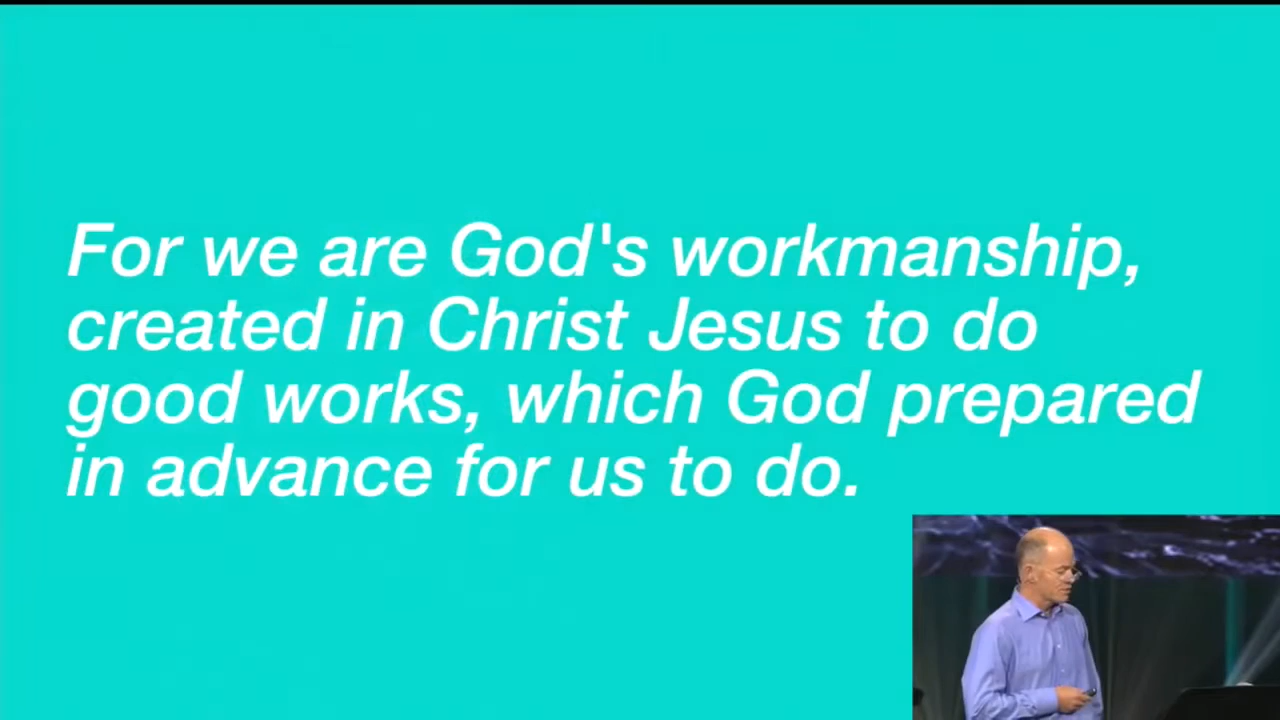 For we are God's workmanship,
created in Christ Jesus to do
good works, which God prepared
in advance for us to do.